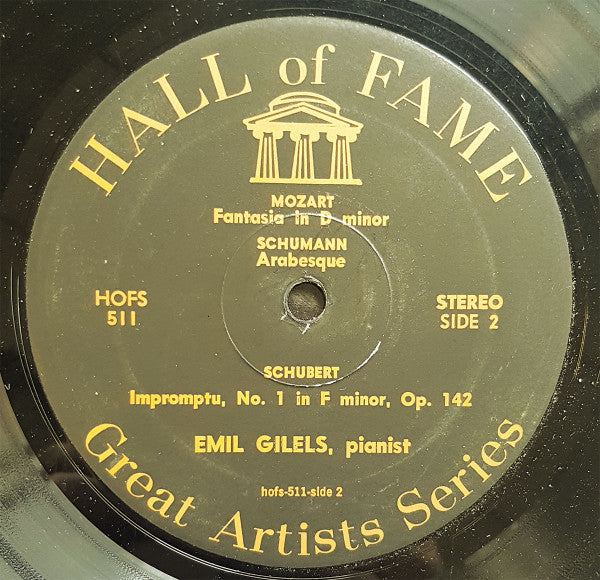 HALL of FAME
MOZART
Fantasia in D minor
SCHUMANN
Arabesque
HOFS
511
STEREO
SIDE 2
SCHUBERT
Impromptu, No. 1 in F minor, Op. 142
EMIL GILELS, pianist
hofs-511-side 2
Great Artists Series